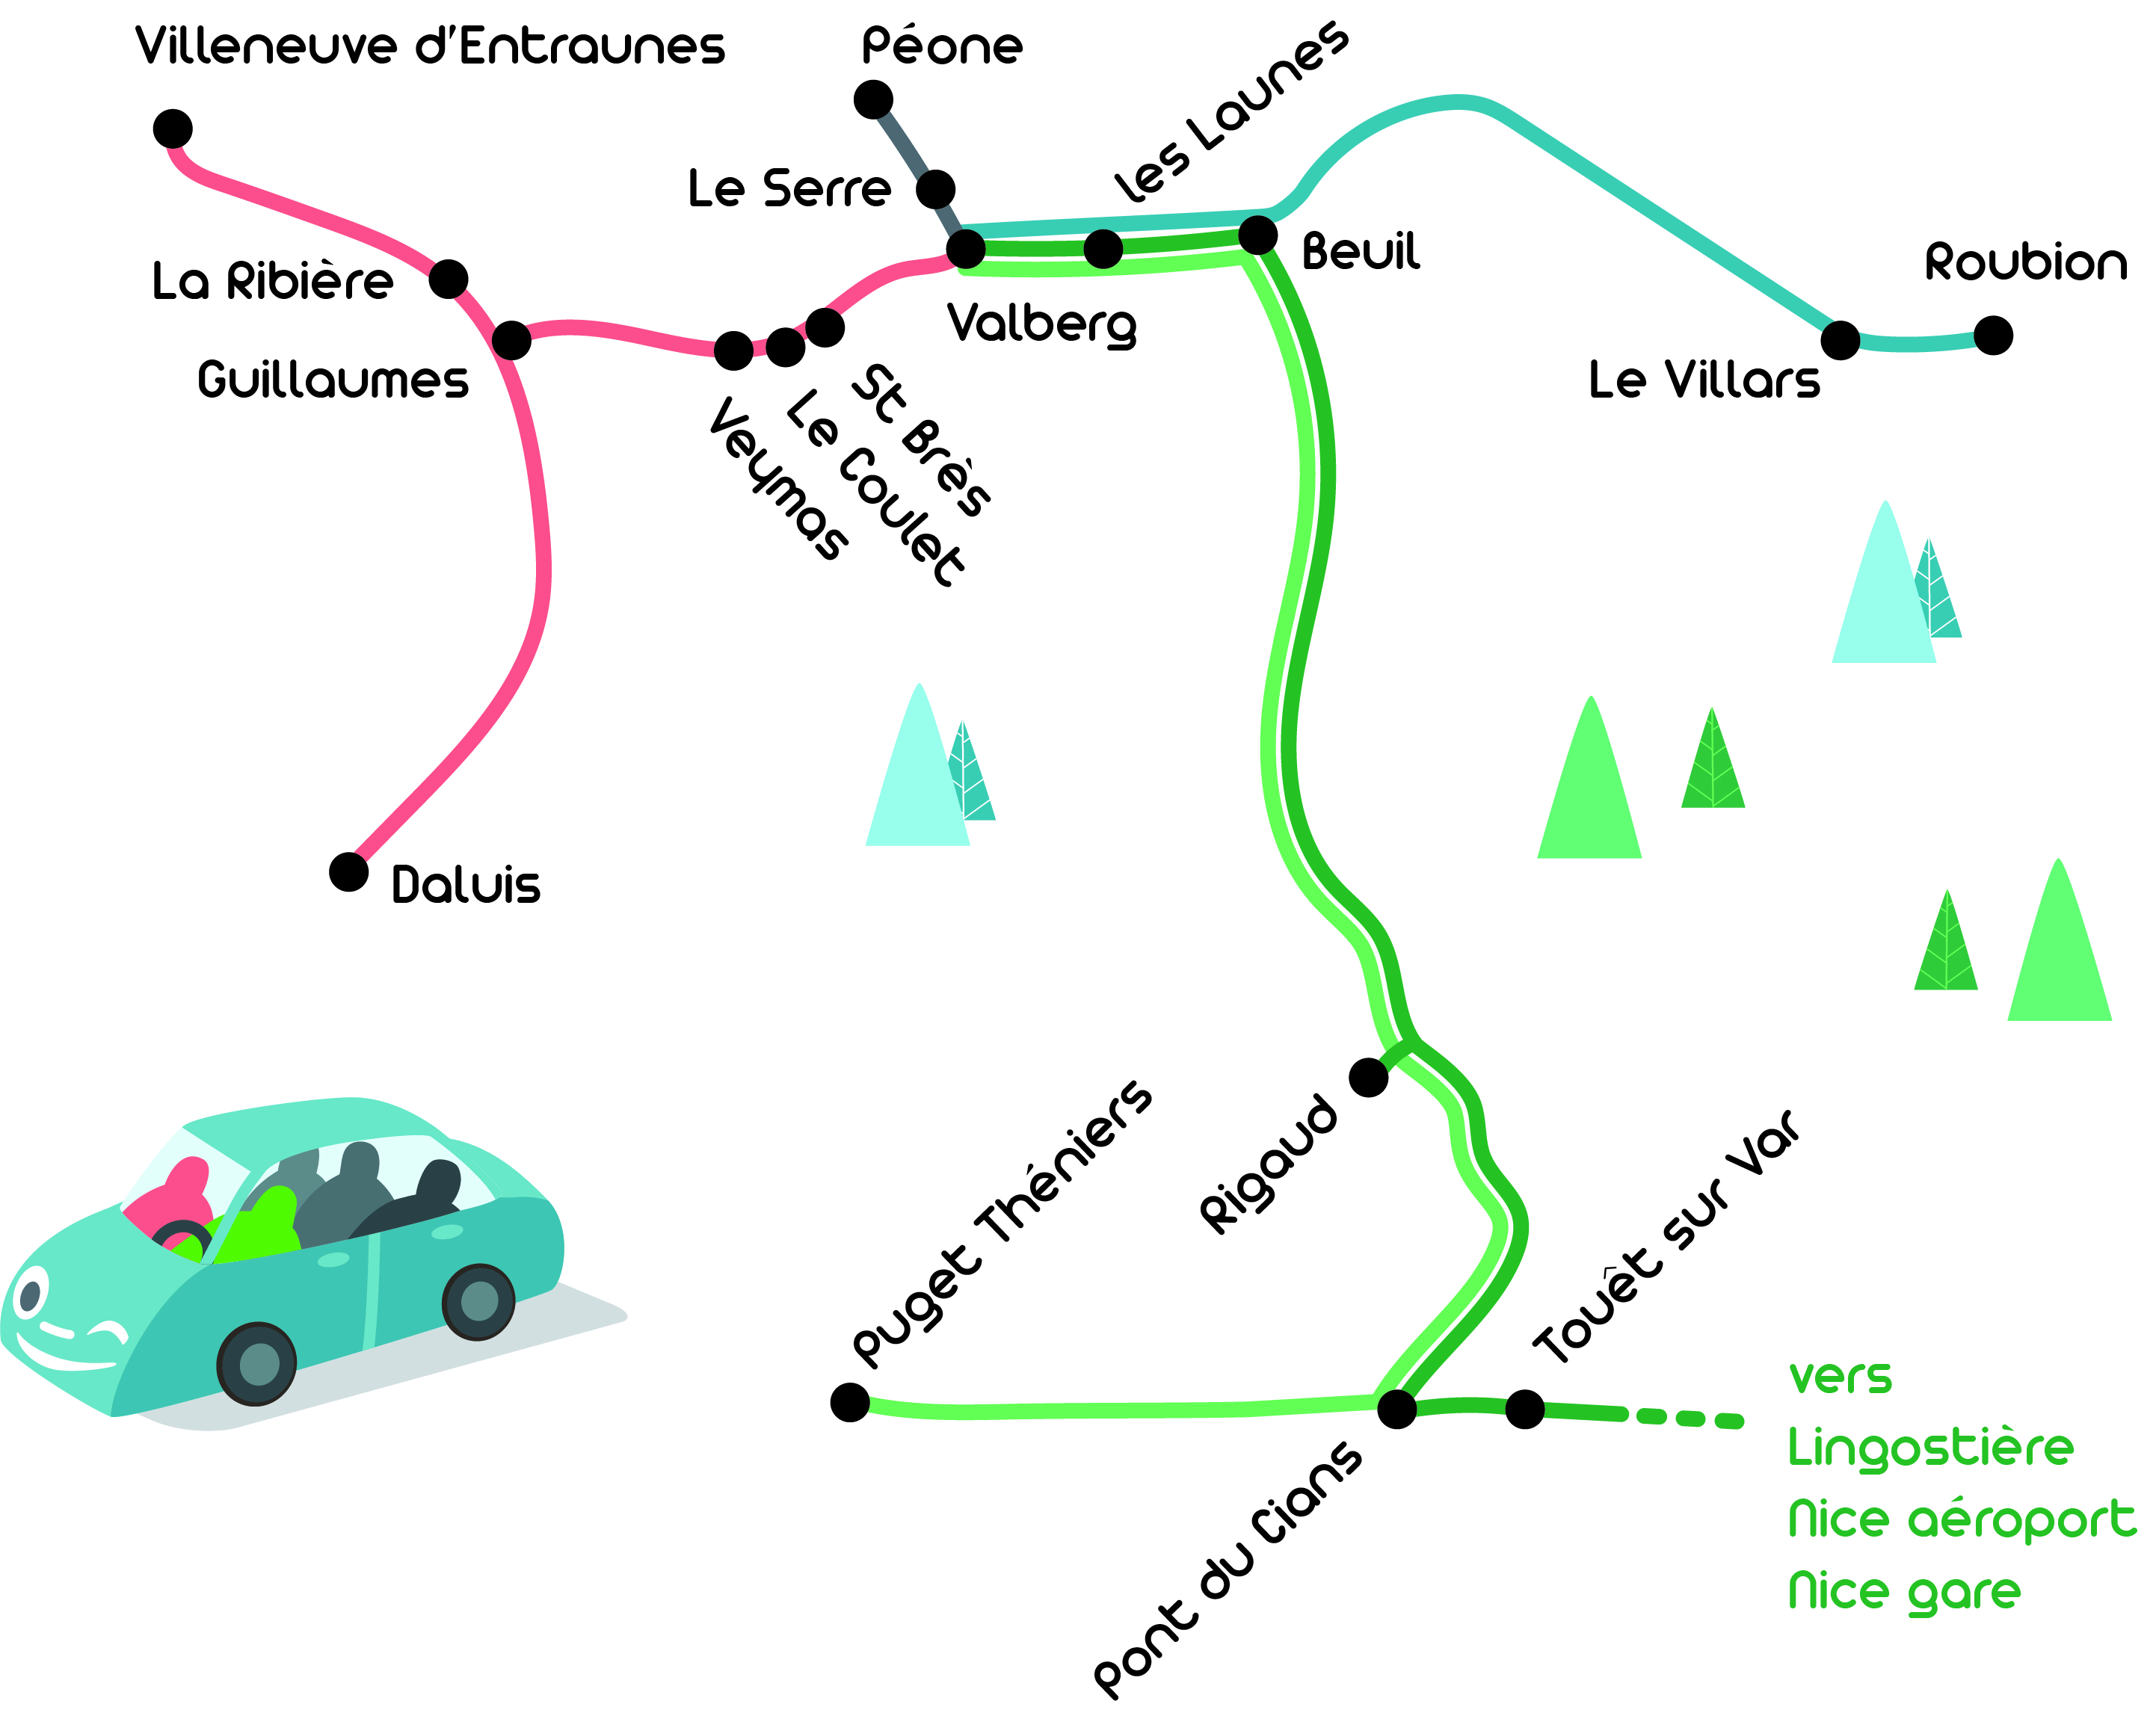 Villeneuve d'Entraunes
Péone
Les Launes
Le Serre
La Ribière
Beuil
Roubion
Valberg
Guillaumes
Le Villars
St Brès
Le Coulet
Veymas
Daluis
Puget Théniers
Rigaud
Touët sur Var
vers
Lingostière
Nice aéroport
Nice gare
Pont du Cians